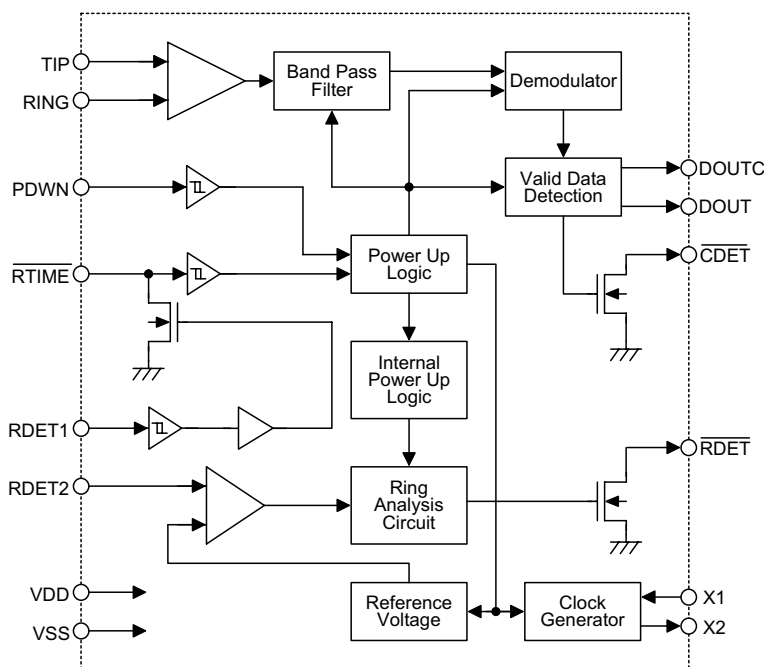 TIP
RING
Band Pass
Filter
Demodulator
PDWN
Valid Data
Detection
DOUTC
DOUT
RTIME
Power Up
Logic
CDET
Internal
Power Up
Logic
RDET1
RDET2
Ring
Analysis
Circuit
RDET
VDD
VSS
Reference
Voltage
Clock
Generator
X1
X2